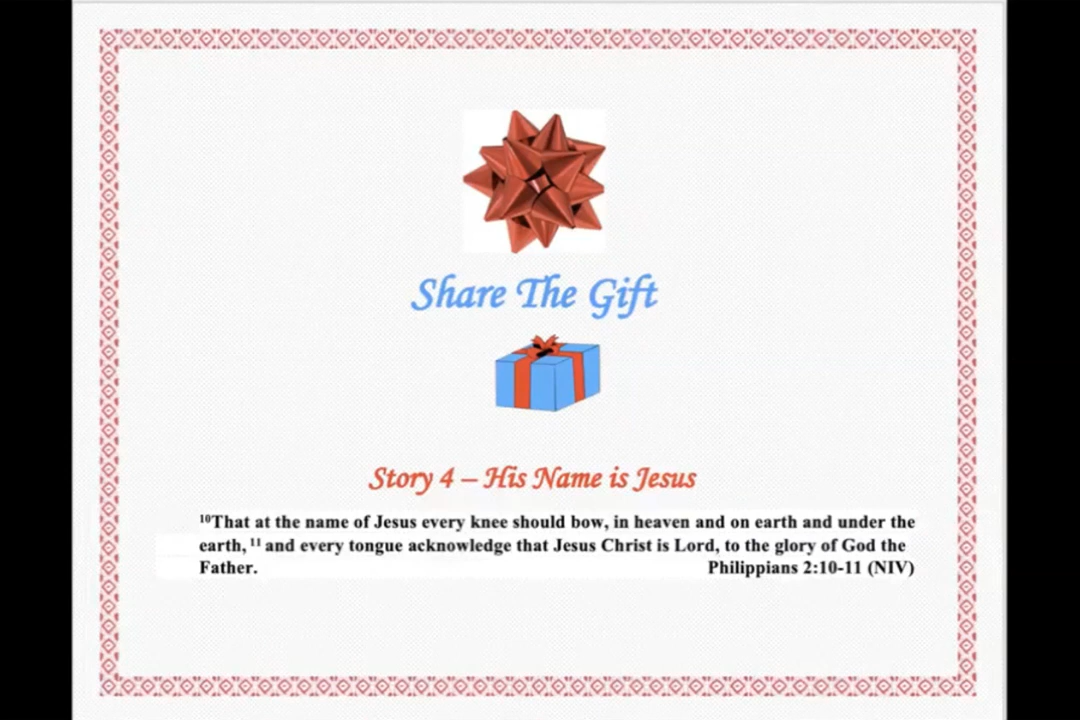 Share The Gift
Story 4 – His Name is Jesus
¹⁰That at the name of Jesus every knee should bow, in heaven and on earth and under the
earth, ¹¹ and every tongue acknowledge that Jesus Christ is Lord, to the glory of God the
Father. Philippians 2:10-11 (NIV)